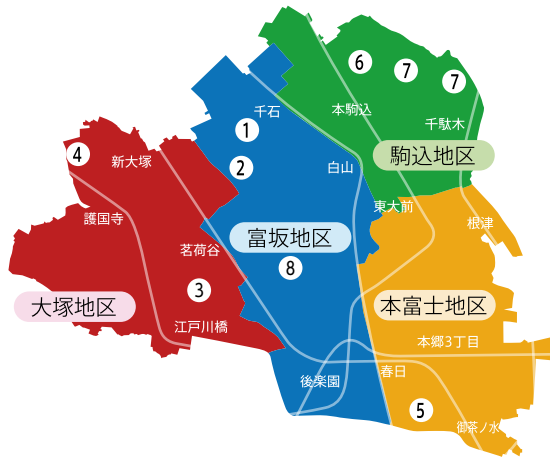 6
7
7
本駒込
千石
千駄木
1
4
新大塚
2
白山
駒込地区
東大前
護国寺
根津
茗荷谷
富坂地区
8
3
大塚地区
本富士地区
江戸川橋
本郷3丁目
後楽園
春日
5
御茶ノ水